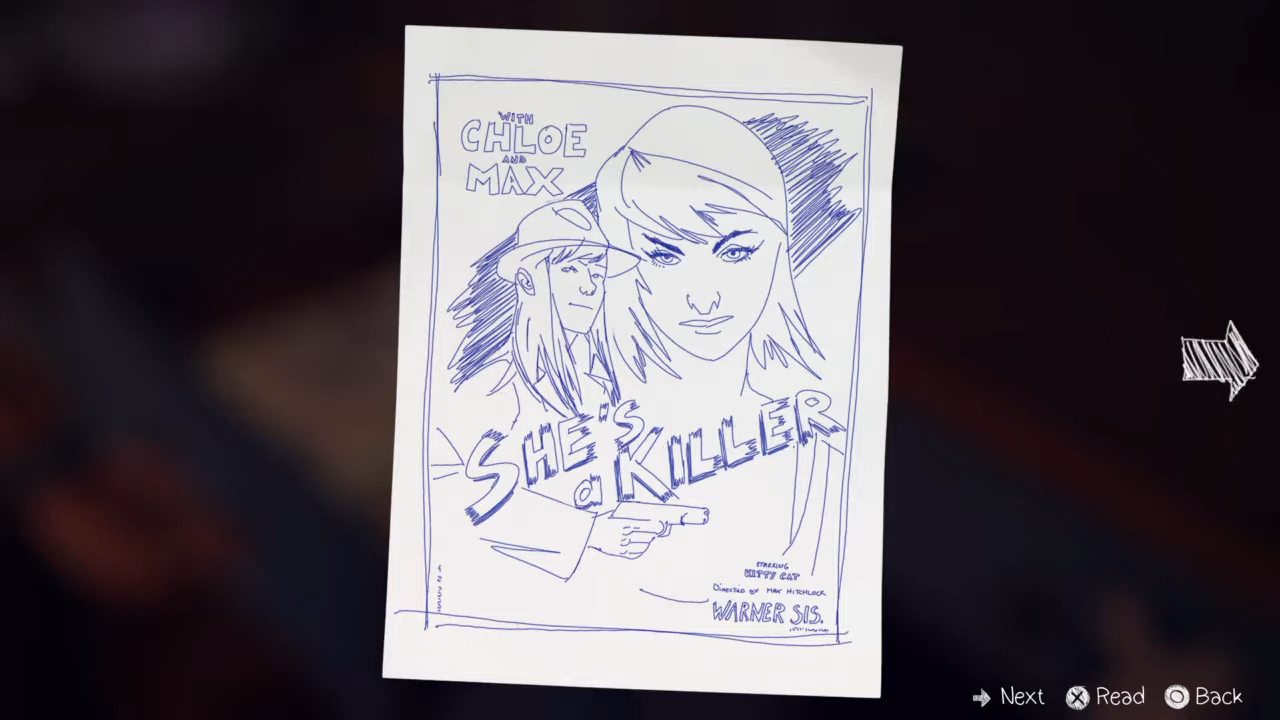 WITH
CHLOE
AND
MAX
SHE'S
a KILLER
STARRING
KITTY CAT
DIRECTED BY MAX HITCHLOCK
WARNER SIS.
Next Read Back